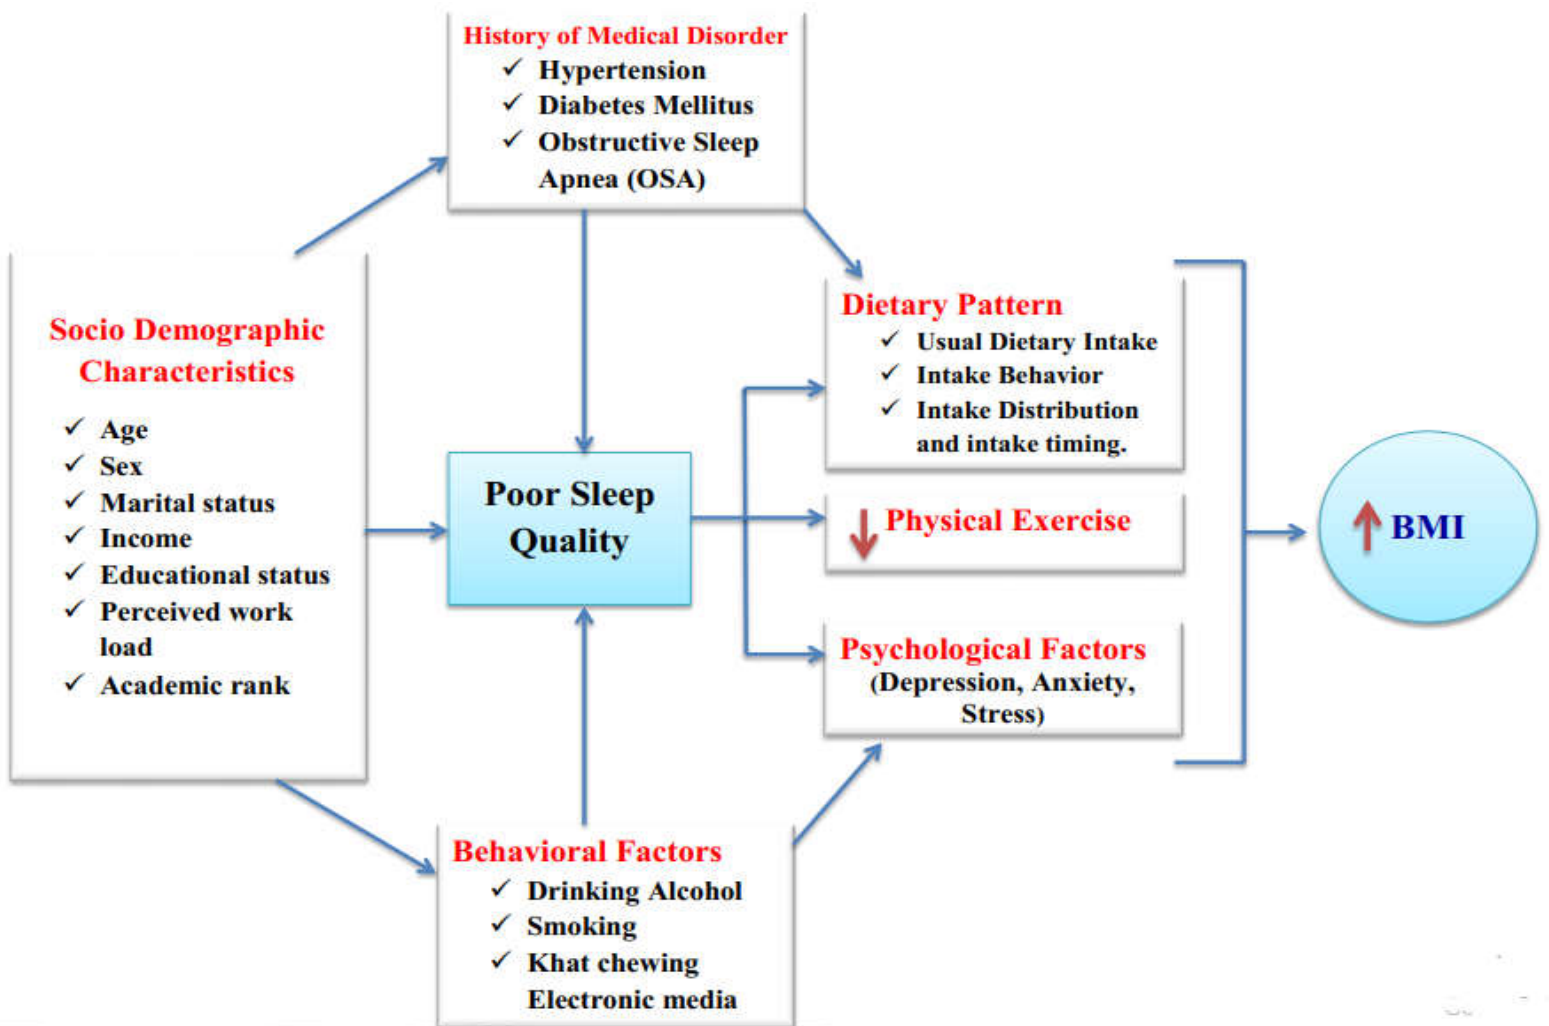 History of Medical Disorder
✓ Hypertension
✓ Diabetes Mellitus
✓ Obstructive Sleep
Apnea (OSA)
Socio Demographic
Characteristics
✓ Age
✓ Sex
✓ Marital status
✓ Income
✓ Educational status
✓ Perceived work
load
✓ Academic rank
Poor Sleep
Quality
Behavioral Factors
✓ Drinking Alcohol
✓ Smoking
✓ Khat chewing
Electronic media
Dietary Pattern
✓ Usual Dietary Intake
✓ Intake Behavior
✓ Intake Distribution
and intake timing.
Physical Exercise
Psychological Factors
(Depression, Anxiety,
Stress)
BMI